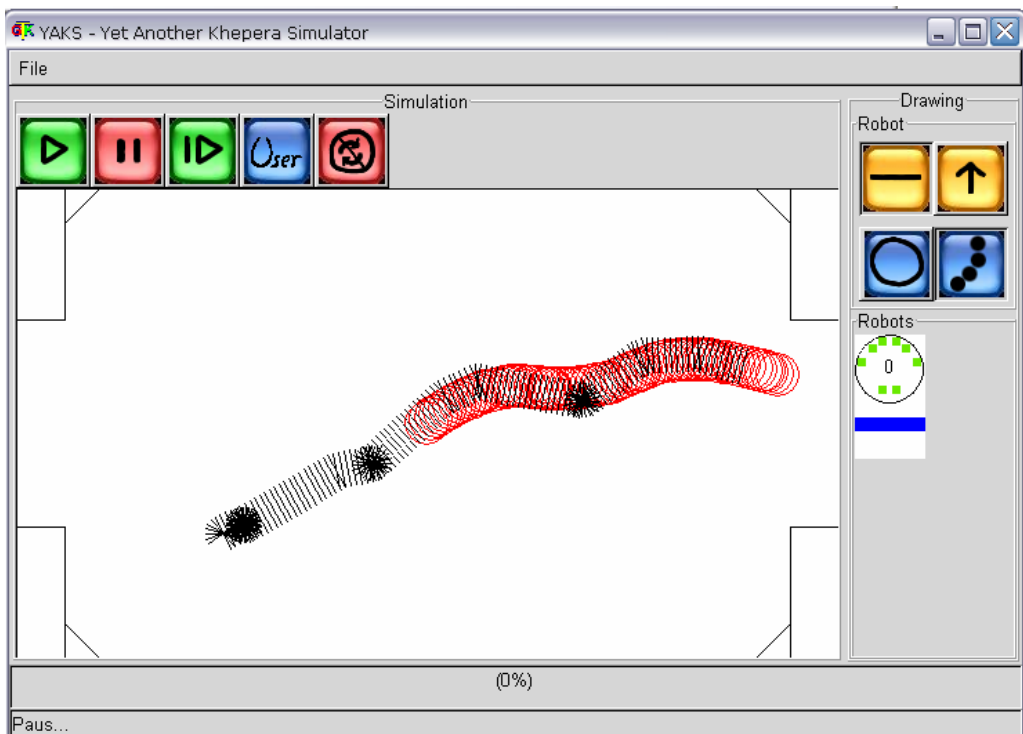 YAKS - Yet Another Khepera Simulator
File
Simulation
User
Drawing
Robot
Robots
0
(0%)
Paus...